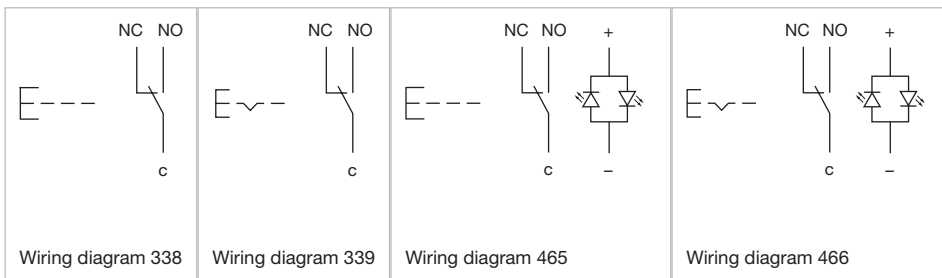 NC NO
c
Wiring diagram 338
NC NO
c
Wiring diagram 339
NC NO +
c –
Wiring diagram 465
NC NO +
c –
Wiring diagram 466